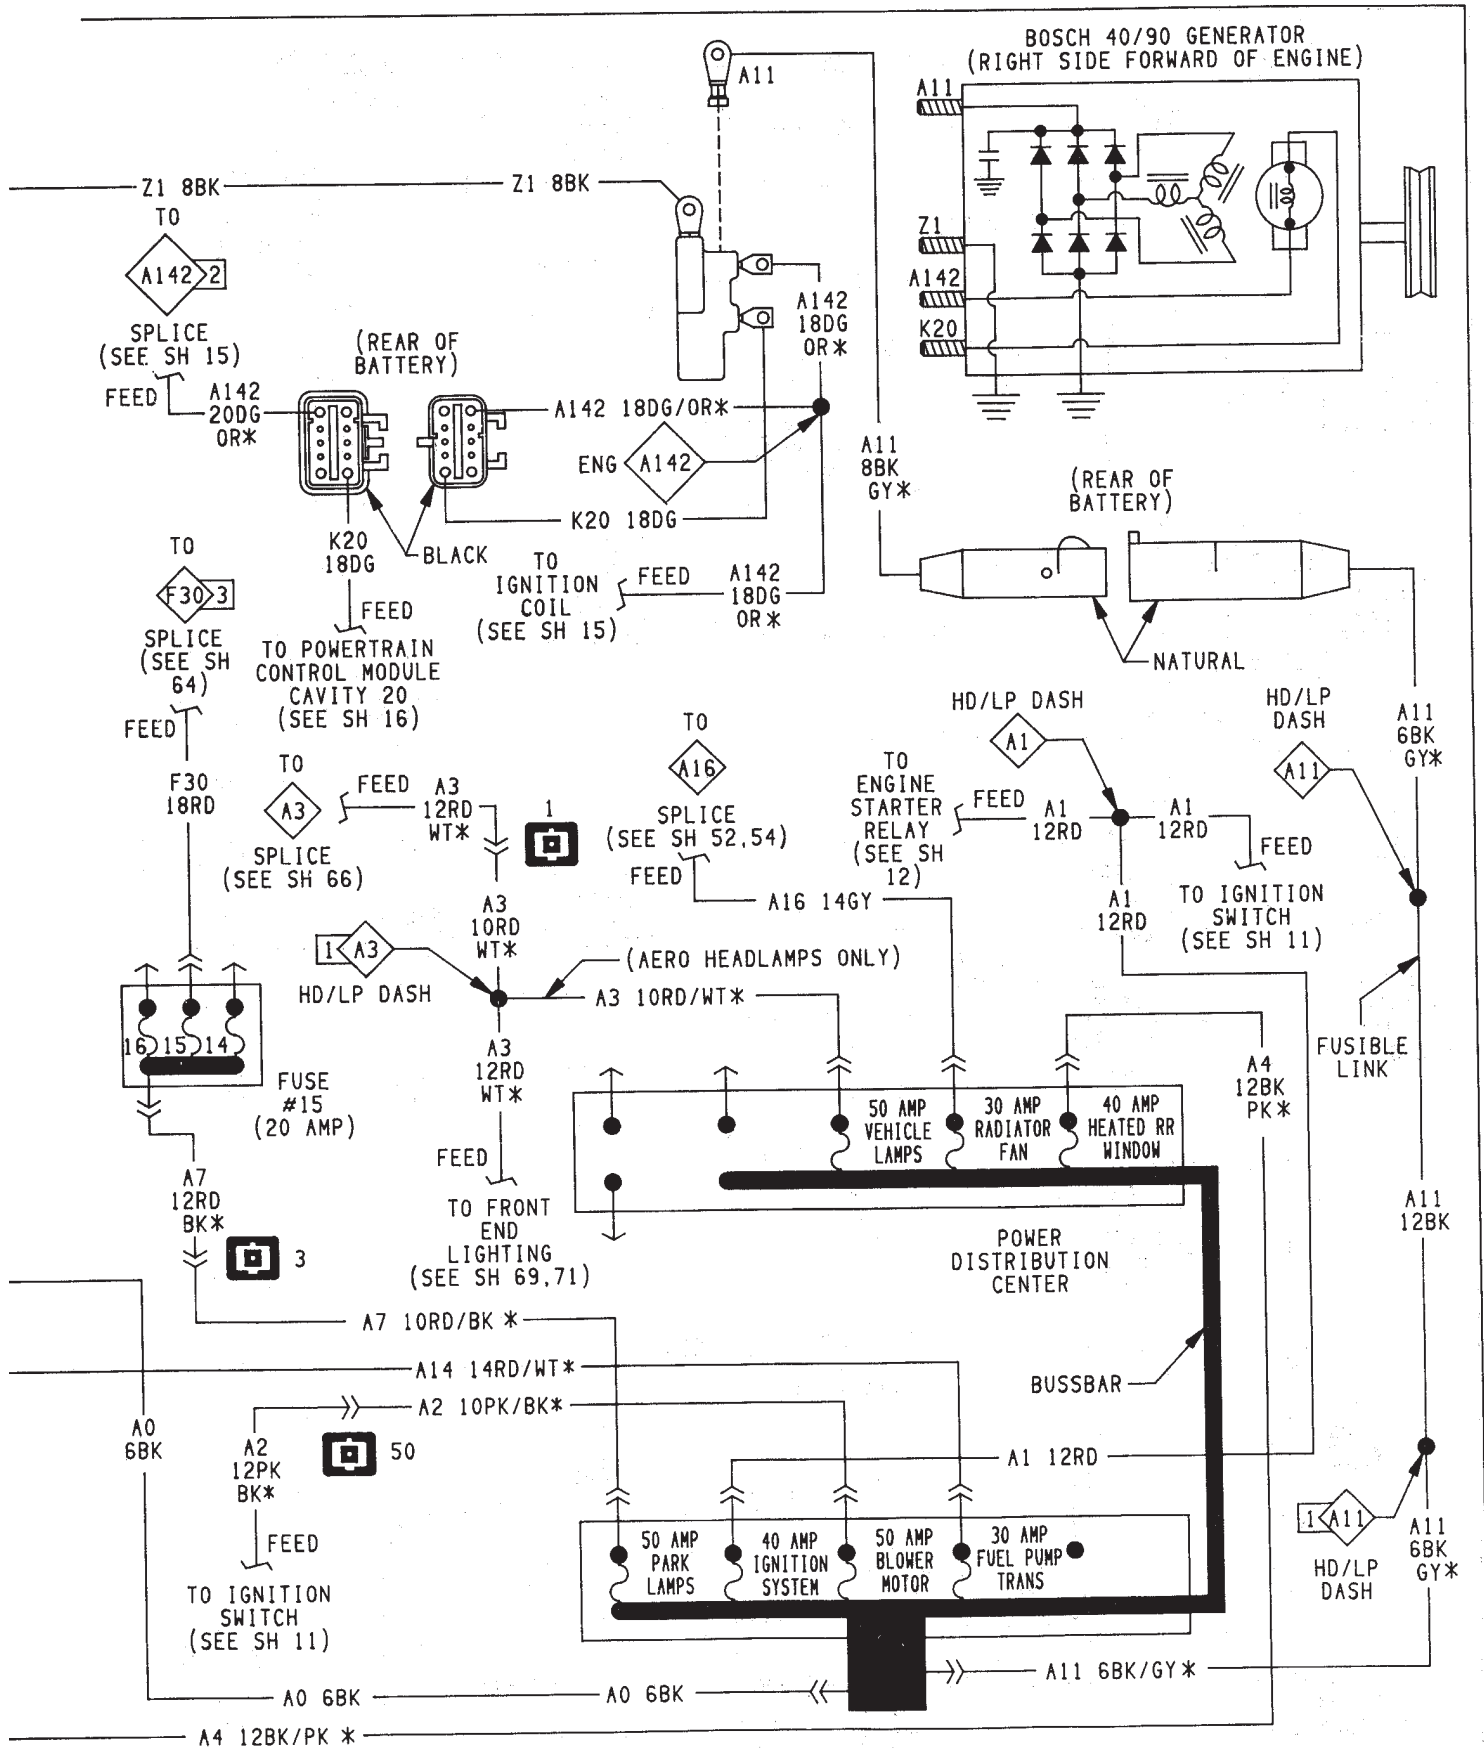 BOSCH 40/90 GENERATOR
(RIGHT SIDE FORWARD OF ENGINE)
A11
A11
Z1 8BK
Z1 8BK
Z1
A142
K20
TO
A142
2
SPLICE
(SEE SH 15)
FEED
A142
20DG
OR*
(REAR OF
BATTERY)
A142
18DG
OR*
A142 18DG/OR*
ENG
A142
K20 18DG
BLACK
K20
18DG
FEED
TO POWERTRAIN
CONTROL MODULE
CAVITY 20
(SEE SH 16)
TO
IGNITION
COIL
(SEE SH 15)
FEED
A142
18DG
OR*
A11
8BK
GY*
(REAR OF
BATTERY)
NATURAL
TO
F30
3
SPLICE
(SEE SH
64)
FEED
F30
18RD
TO
A3
SPLICE
(SEE SH 66)
FEED
A3
12RD
WT*
1
A3
10RD
WT*
1
A3
HD/LP DASH
(AERO HEADLAMPS ONLY)
A3 10RD/WT*
A3
12RD
WT*
FEED
TO FRONT
END
LIGHTING
(SEE SH 69,71)
TO
A16
SPLICE
(SEE SH 52,54)
FEED
A16 14GY
HD/LP DASH
A1
TO
ENGINE
STARTER
RELAY
(SEE SH
12)
FEED
A1
12RD
A1
12RD
FEED
TO IGNITION
SWITCH
(SEE SH 11)
A1
12RD
HD/LP
DASH
A11
A11
6BK
GY*
FUSIBLE
LINK
A4
12BK
PK*
16
15
14
FUSE
#15
(20 AMP)
A7
12RD
BK*
3
50 AMP
VEHICLE
LAMPS
30 AMP
RADIATOR
FAN
40 AMP
HEATED RR
WINDOW
POWER
DISTRIBUTION
CENTER
A11
12BK
A7 10RD/BK *
A14 14RD/WT*
A2 10PK/BK*
BUSSBAR
A0
6BK
A2
12PK
BK*
50
FEED
TO IGNITION
SWITCH
(SEE SH 11)
A1 12RD
50 AMP
PARK
LAMPS
40 AMP
IGNITION
SYSTEM
50 AMP
BLOWER
MOTOR
30 AMP
FUEL PUMP
TRANS
1
A11
HD/LP
DASH
A11
6BK
GY*
A11 6BK/GY*
A0 6BK
A0 6BK
A4 12BK/PK *